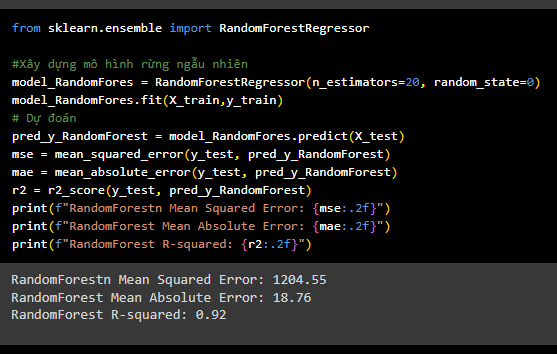 from sklearn.ensemble import RandomForestRegressor
#Xây dựng mô hình rừng ngẫu nhiên
model_RandomFores = RandomForestRegressor(n_estimators=20, random_state=0)
model_RandomFores.fit(X_train,y_train)
# Dự đoán
pred_y_RandomForest = model_RandomFores.predict(X_test)
mse = mean_squared_error(y_test, pred_y_RandomForest)
mae = mean_absolute_error(y_test, pred_y_RandomForest)
r2 = r2_score(y_test, pred_y_RandomForest)
print(f"RandomForestn Mean Squared Error: {mse:.2f}")
print(f"RandomForest Mean Absolute Error: {mae:.2f}")
print(f"RandomForest R-squared: {r2:.2f}")
RandomForestn Mean Squared Error: 1204.55
RandomForest Mean Absolute Error: 18.76
RandomForest R-squared: 0.92